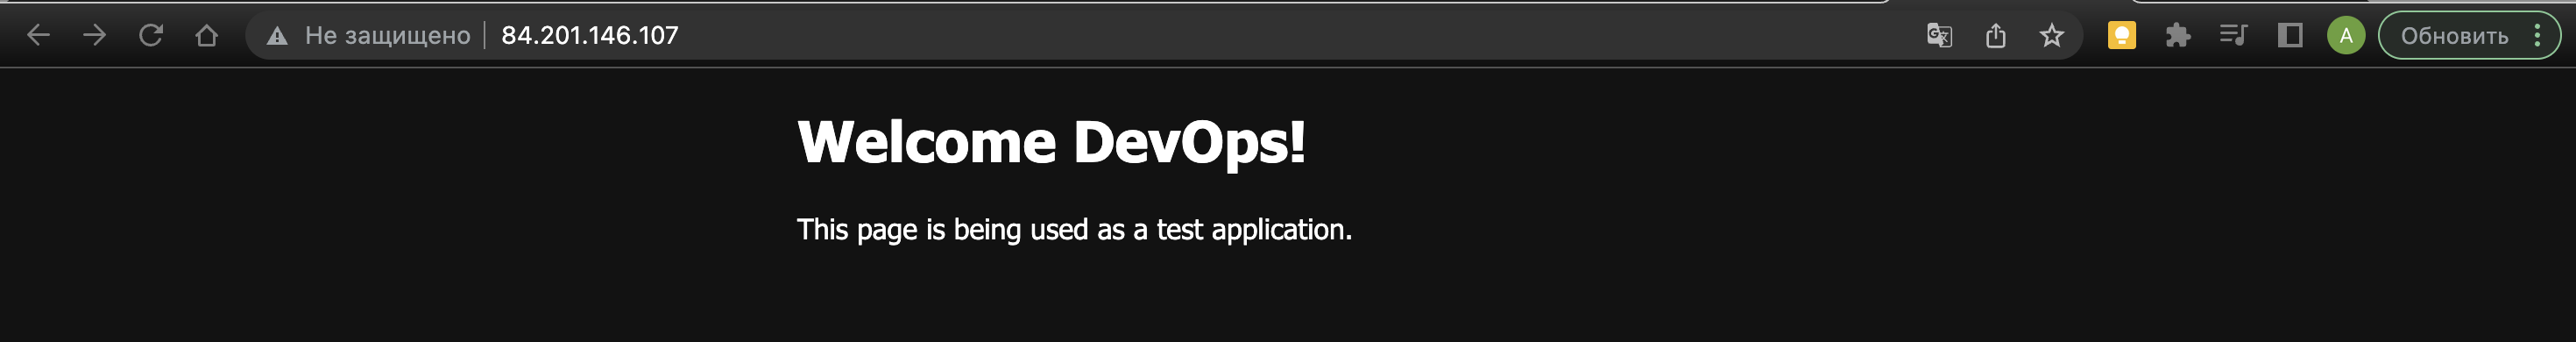 Не защищено 84.201.146.107 A Обновить
Welcome DevOps!
This page is being used as a test application.